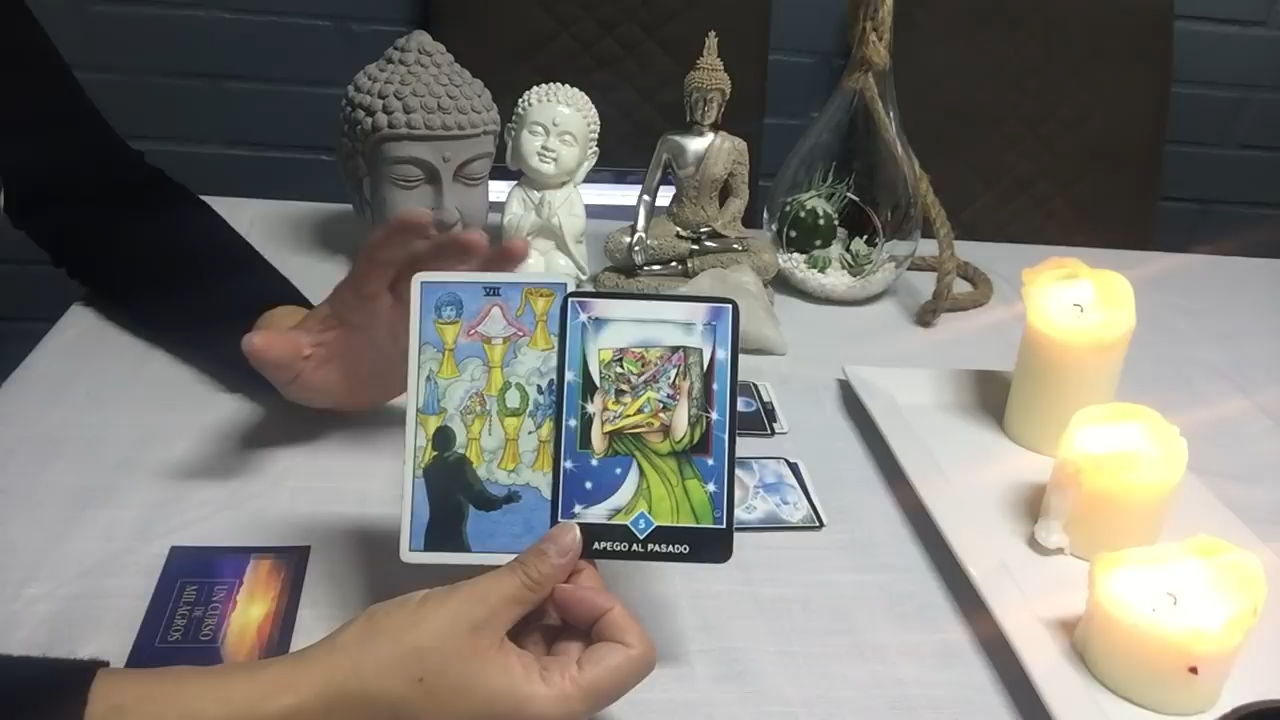 VII
5
APEGO AL PASADO
UN CURSO
DE
MILAGROS